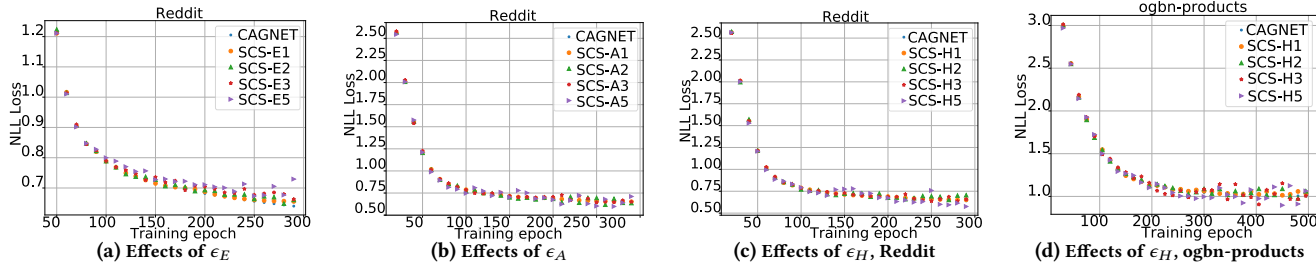 Reddit
NLL Loss
1.2
1.1
1.0
0.9
0.8
0.7
CAGNET
SCS-E1
SCS-E2
SCS-E3
SCS-E5
50 100 150 200 250 300
Training epoch
(a) Effects of ϵE
Reddit
NLL Loss
2.50
2.25
2.00
1.75
1.50
1.25
1.00
0.75
0.50
CAGNET
SCS-A1
SCS-A2
SCS-A3
SCS-A5
50 100 150 200 250 300
Training epoch
(b) Effects of ϵA
Reddit
NLL Loss
2.50
2.25
2.00
1.75
1.50
1.25
1.00
0.75
0.50
CAGNET
SCS-H1
SCS-H2
SCS-H3
SCS-H5
50 100 150 200 250 300
Training epoch
(c) Effects of ϵH, Reddit
ogbn-products
NLL Loss
3.0
2.5
2.0
1.5
1.0
CAGNET
SCS-H1
SCS-H2
SCS-H3
SCS-H5
100 200 300 400 500
Training epoch
(d) Effects of ϵH, ogbn-products